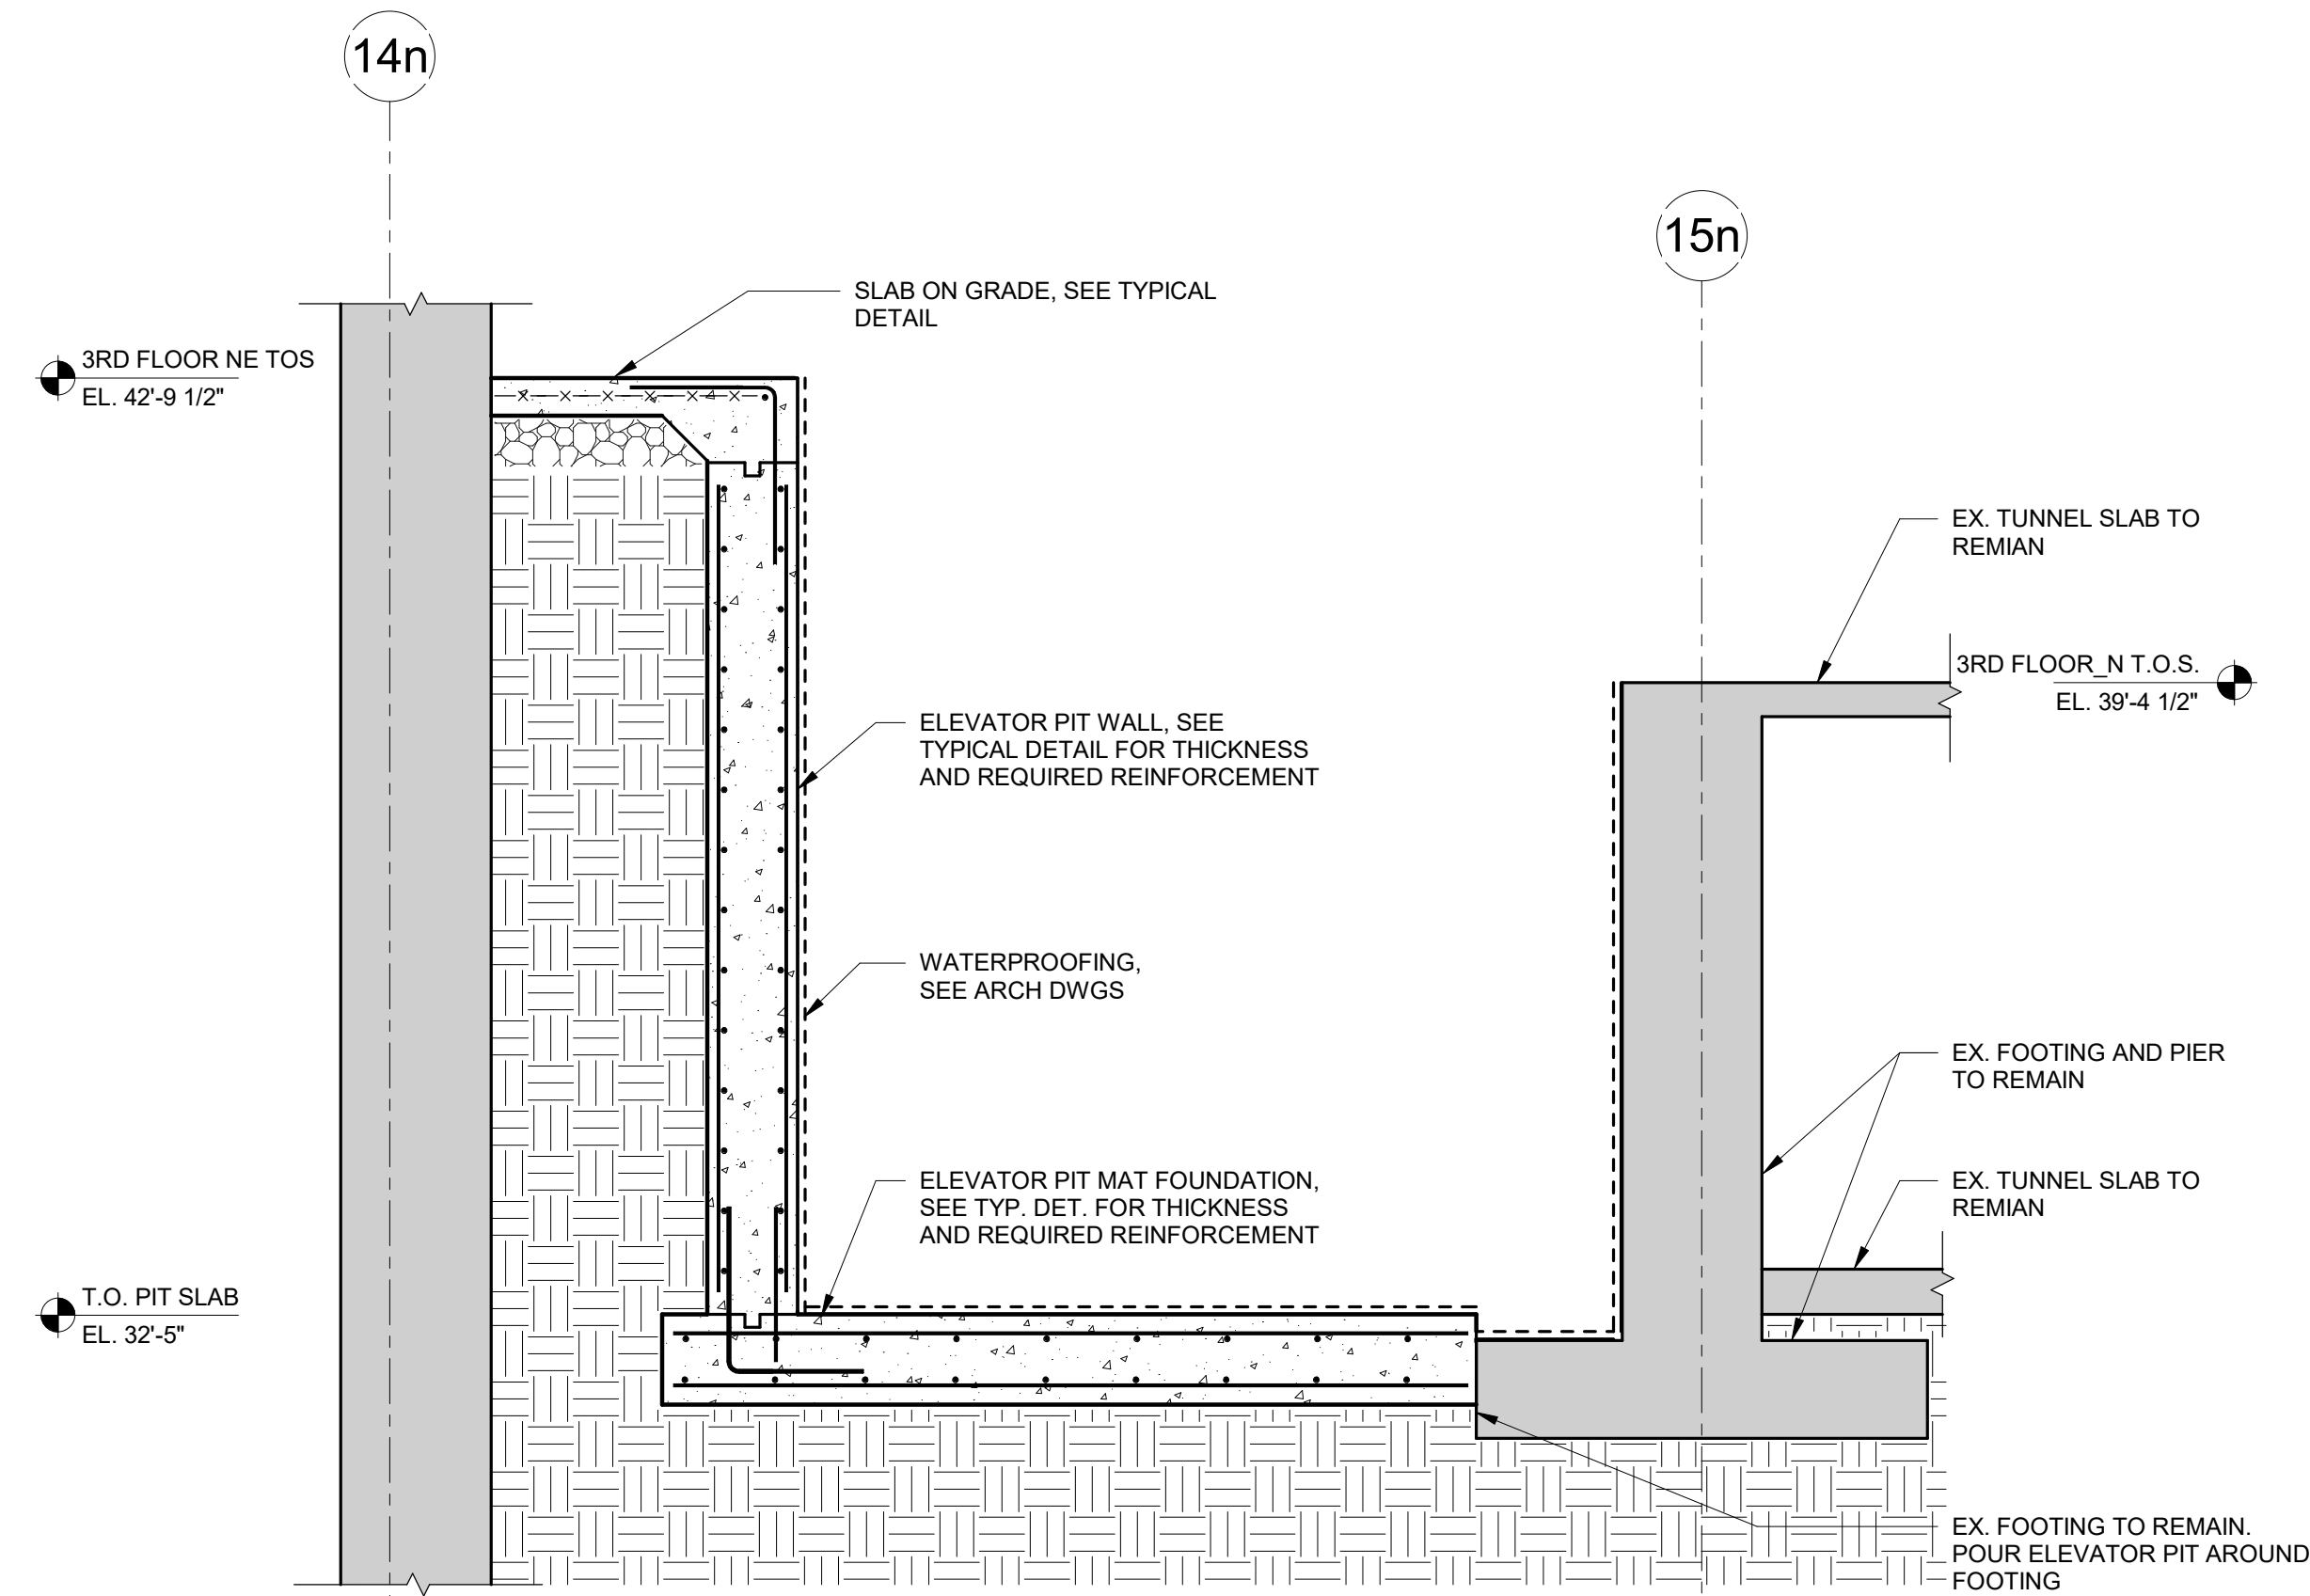 14n
15n
SLAB ON GRADE, SEE TYPICAL
DETAIL
3RD FLOOR NE TOS
EL. 42'-9 1/2"
EX. TUNNEL SLAB TO
REMIAN
3RD FLOOR_N T.O.S.
EL. 39'-4 1/2"
ELEVATOR PIT WALL, SEE
TYPICAL DETAIL FOR THICKNESS
AND REQUIRED REINFORCEMENT
WATERPROOFING,
SEE ARCH DWGS
EX. FOOTING AND PIER
TO REMAIN
ELEVATOR PIT MAT FOUNDATION,
SEE TYP. DET. FOR THICKNESS
AND REQUIRED REINFORCEMENT
EX. TUNNEL SLAB TO
REMIAN
T.O. PIT SLAB
EL. 32'-5"
EX. FOOTING TO REMAIN.
POUR ELEVATOR PIT AROUND
FOOTING